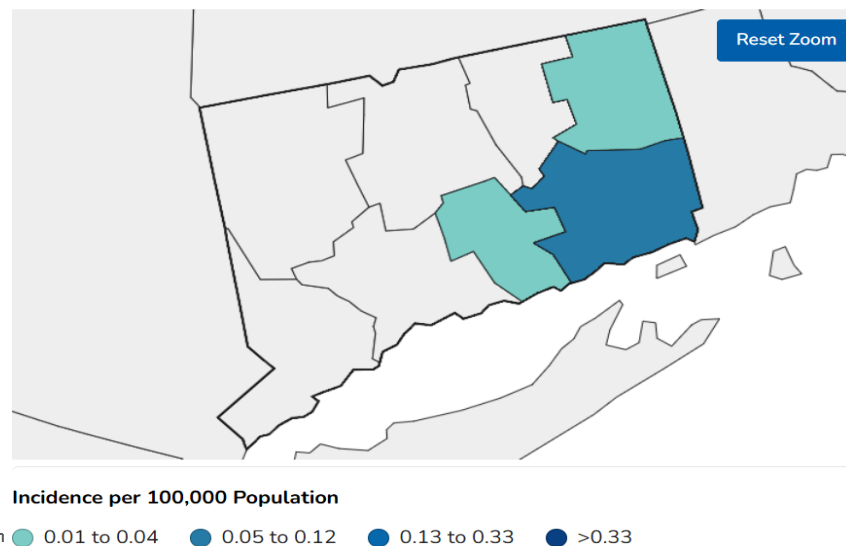 Reset Zoom
Incidence per 100,000 Population
0.01 to 0.04 0.05 to 0.12 0.13 to 0.33 >0.33